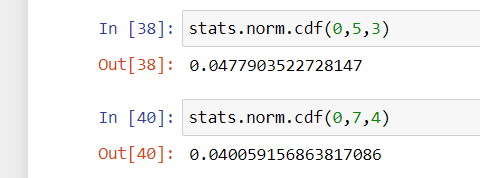 In [38]: stats.norm.cdf(0,5,3)
Out[38]: 0.0477903522728147
In [40]: stats.norm.cdf(0,7,4)
Out[40]: 0.040059156863817086